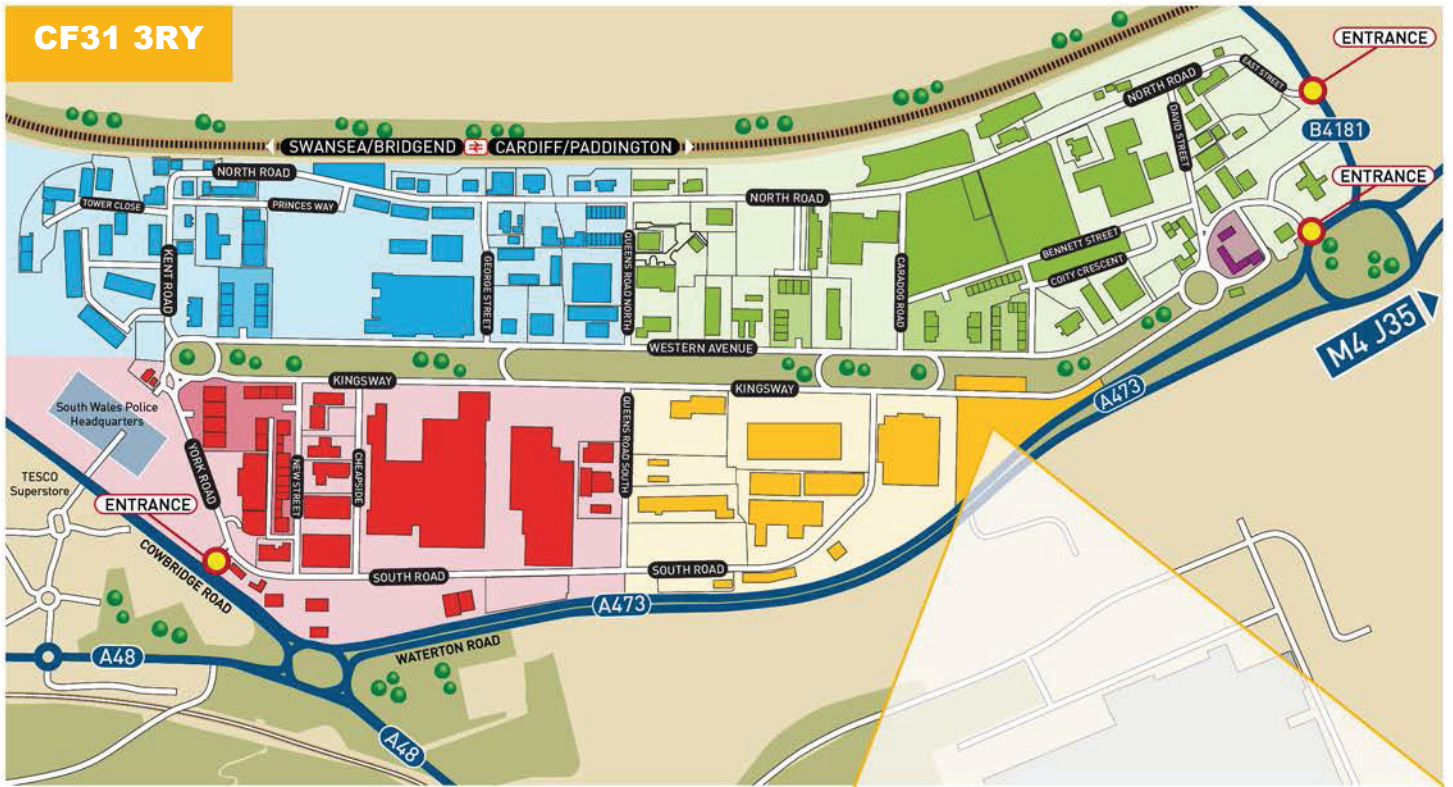 CF31 3RY
ENTRANCE
EAST STREET
NORTH ROAD
DAVID STREET
B4181
SWANSEA/BRIDGEND
CARDIFF/PADDINGTON
ENTRANCE
NORTH ROAD
TOWER CLOSE
PRINCES WAY
NORTH ROAD
KENT ROAD
GEORGE STREET
QUEENS ROAD NORTH
CARADOG ROAD
BENNETT STREET
COITY CRESCENT
M4 J35
WESTERN AVENUE
KINGSWAY
KINGSWAY
A473
South Wales Police
Headquarters
YORK ROAD
NEW STREET
CHEAPSIDE
QUEENS ROAD SOUTH
TESCO
Superstore
ENTRANCE
COWBRIDGE ROAD
SOUTH ROAD
SOUTH ROAD
A473
WATERTON ROAD
A48
A48